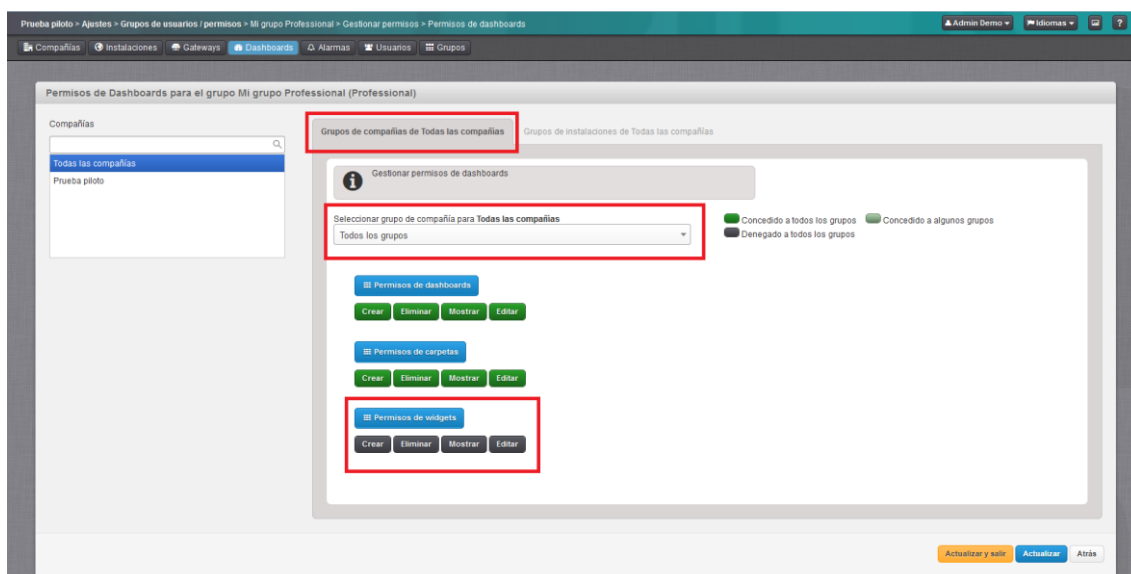 Prueba piloto > Ajustes > Grupos de usuarios / permisos > Mi grupo Professional > Gestionar permisos > Permisos de dashboards
Admin Demo Idiomas ?
Compañías Instalaciones Gateways Dashboards Alarmas Usuarios Grupos
Permisos de Dashboards para el grupo Mi grupo Professional (Professional)
Compañías
Todas las compañías
Prueba piloto
Grupos de compañías de Todas las compañías Grupos de instalaciones de Todas las compañías
Gestionar permisos de dashboards
Seleccionar grupo de compañía para Todas las compañías
Todos los grupos
Concedido a todos los grupos Concedido a algunos grupos
Denegado a todos los grupos
Permisos de dashboards
Crear Eliminar Mostrar Editar
Permisos de carpetas
Crear Eliminar Mostrar Editar
Permisos de widgets
Crear Eliminar Mostrar Editar
Actualizar y salir Actualizar Atrás